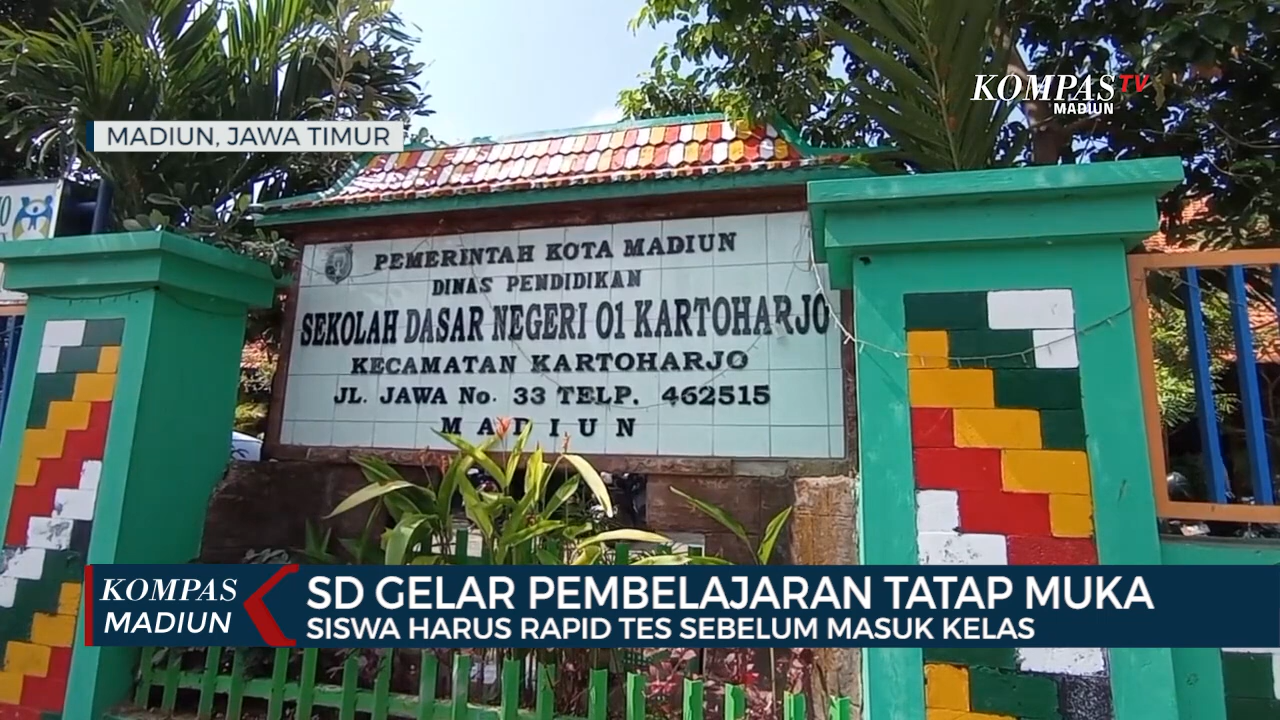 KOMPAS TV
MADIUN
MADIUN, JAWA TIMUR
PEMERINTAH KOTA MADIUN
DINAS PENDIDIKAN
SEKOLAH DASAR NEGERI 01 KARTOHARJO
KECAMATAN KARTOHARJO
JL. JAWA No. 33 TELP. 462515
MADIUN
KOMPAS
MADIUN
SD GELAR PEMBELAJARAN TATAP MUKA
SISWA HARUS RAPID TES SEBELUM MASUK KELAS